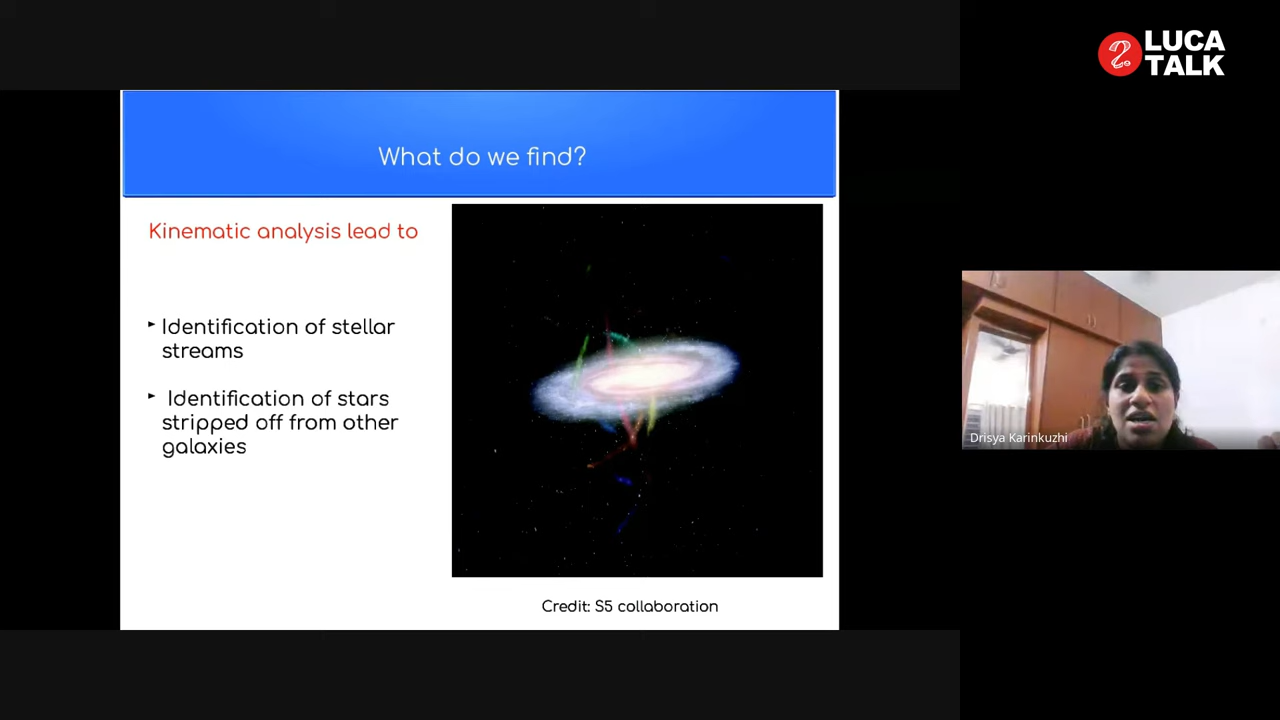 LUCA
TALK
What do we find?
Kinematic analysis lead to
Identification of stellar
streams
Identification of stars
stripped off from other
galaxies
Credit: S5 collaboration
Drisya Karinkuzhi